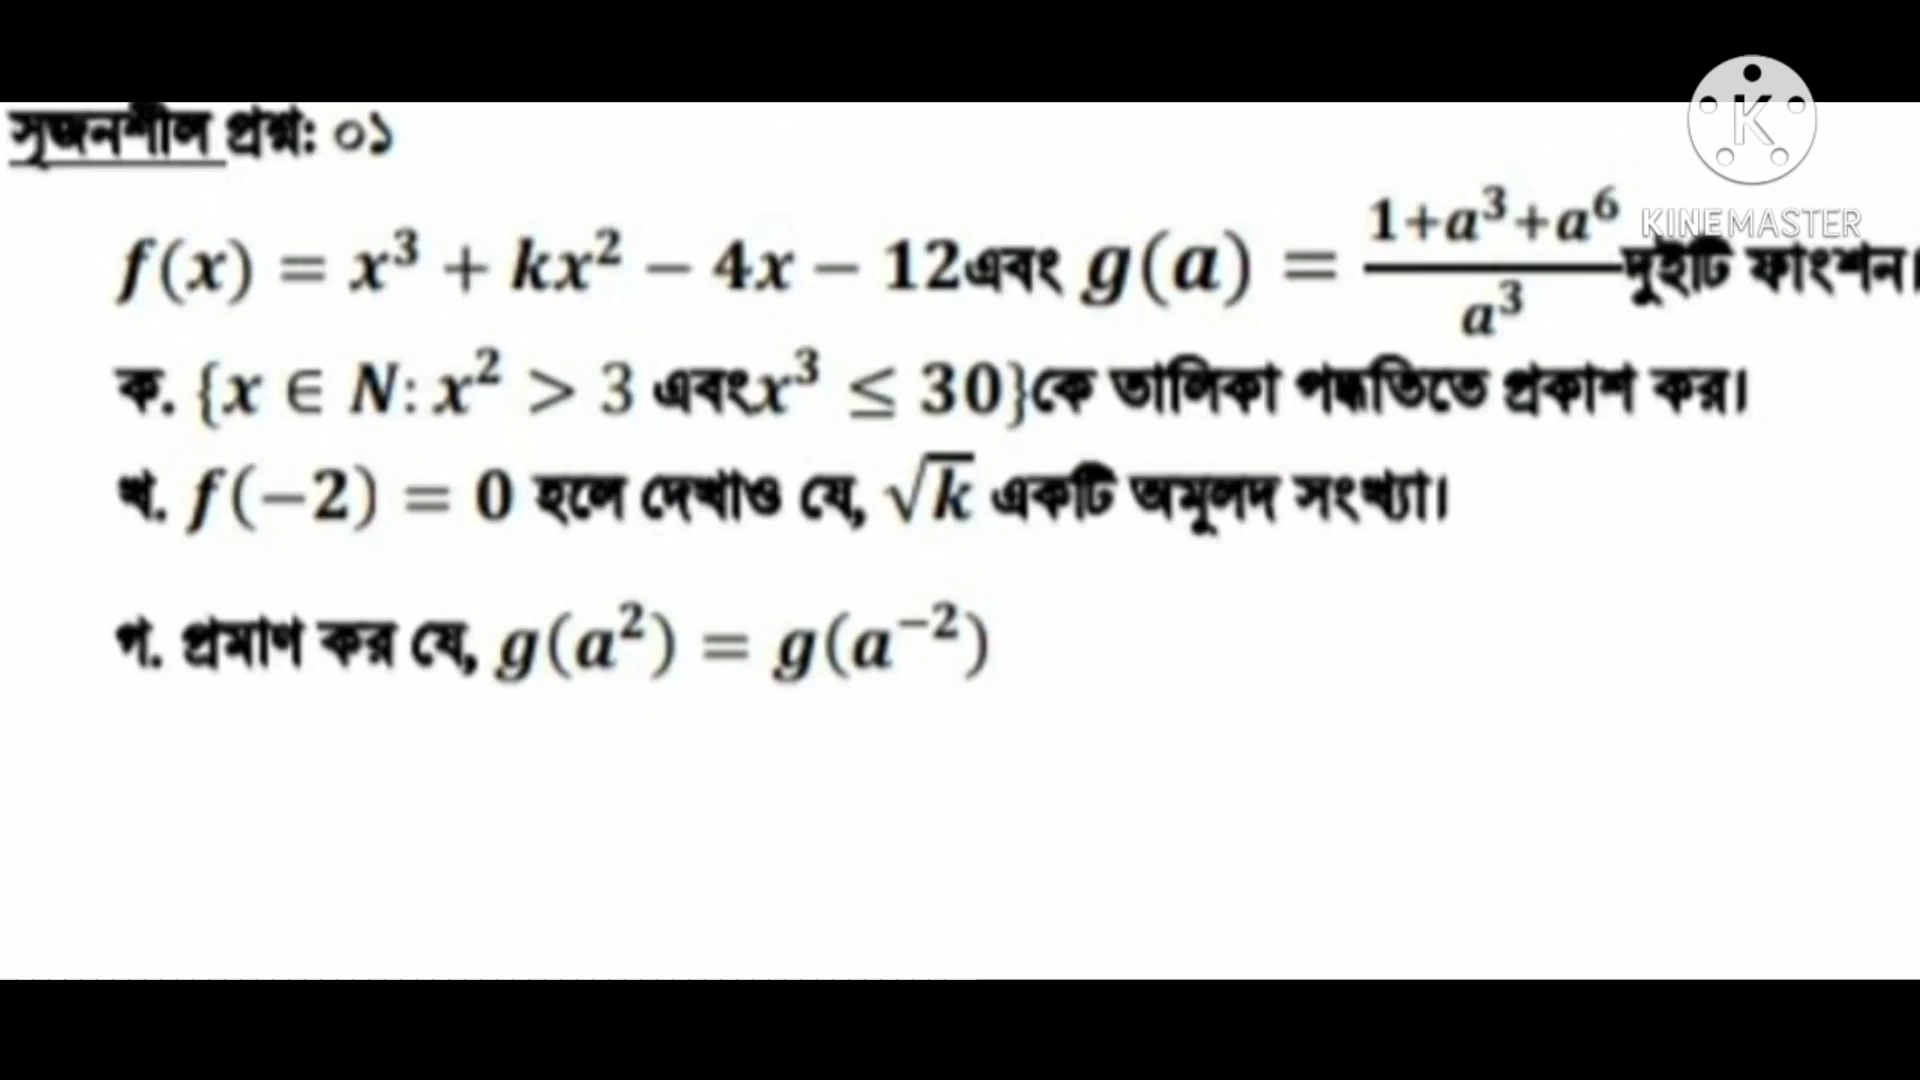 সৃজনশীল প্রশ্ন: ০১
KINEMASTER
f(x) = x³ + kx² − 4x − 12এবং g(a) = (1+a³+a⁶)/a³ দুইটি ফাংশন।
ক. {x ∈ N: x² > 3 এবংx³ ≤ 30}কে তালিকা পদ্ধতিতে প্রকাশ কর।
খ. f(−2) = 0 হলে দেখাও যে, √k একটি অমূলদ সংখ্যা।
গ. প্রমাণ কর যে, g(a²) = g(a⁻²)